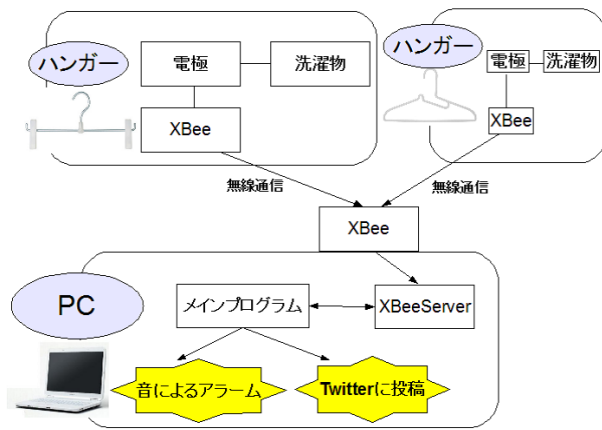 ハンガー
電極
洗濯物
XBee
ハンガー
電極
洗濯物
XBee
無線通信
無線通信
XBee
PC
メインプログラム
XBeeServer
音によるアラーム
Twitterに投稿